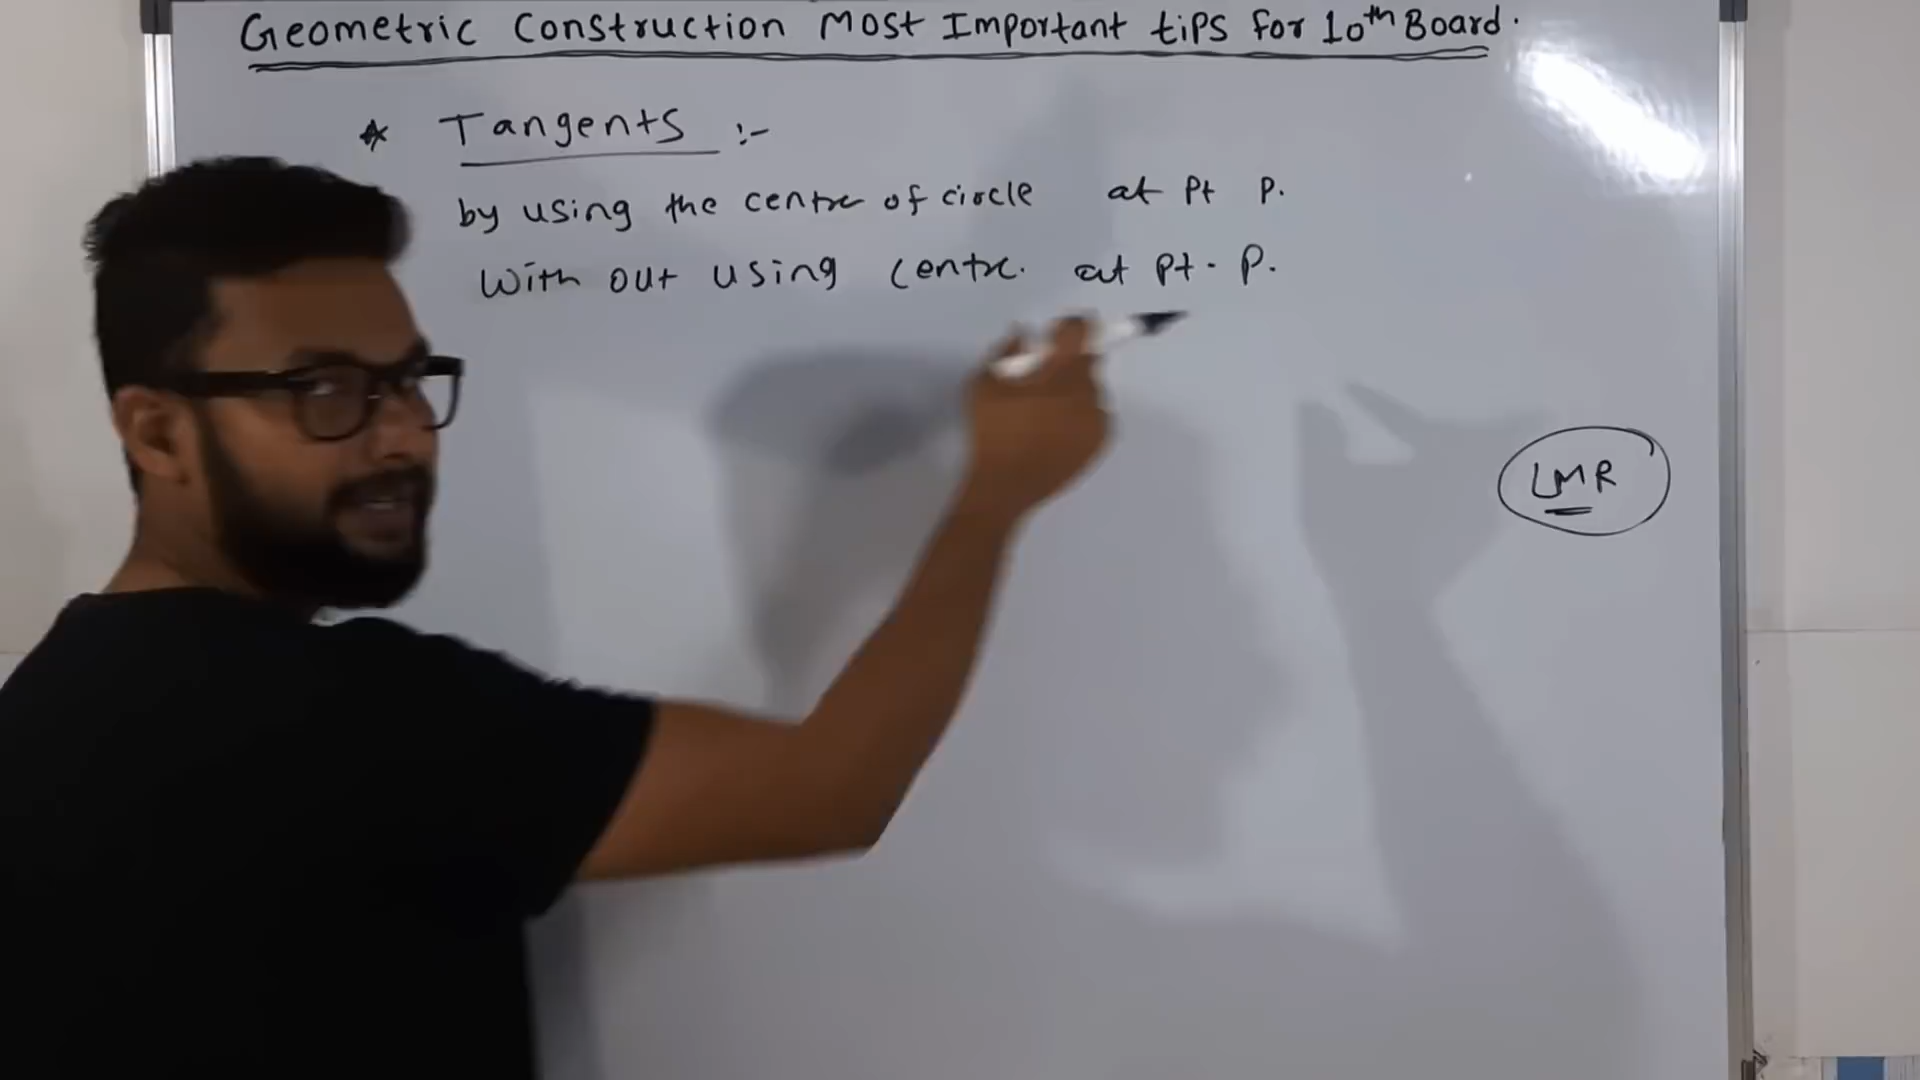 Geometric Construction Most Important tips for 10th Board.
* Tangents :-
by using the centre of circle at pt P.
With out using centre. at pt. P.
LMR